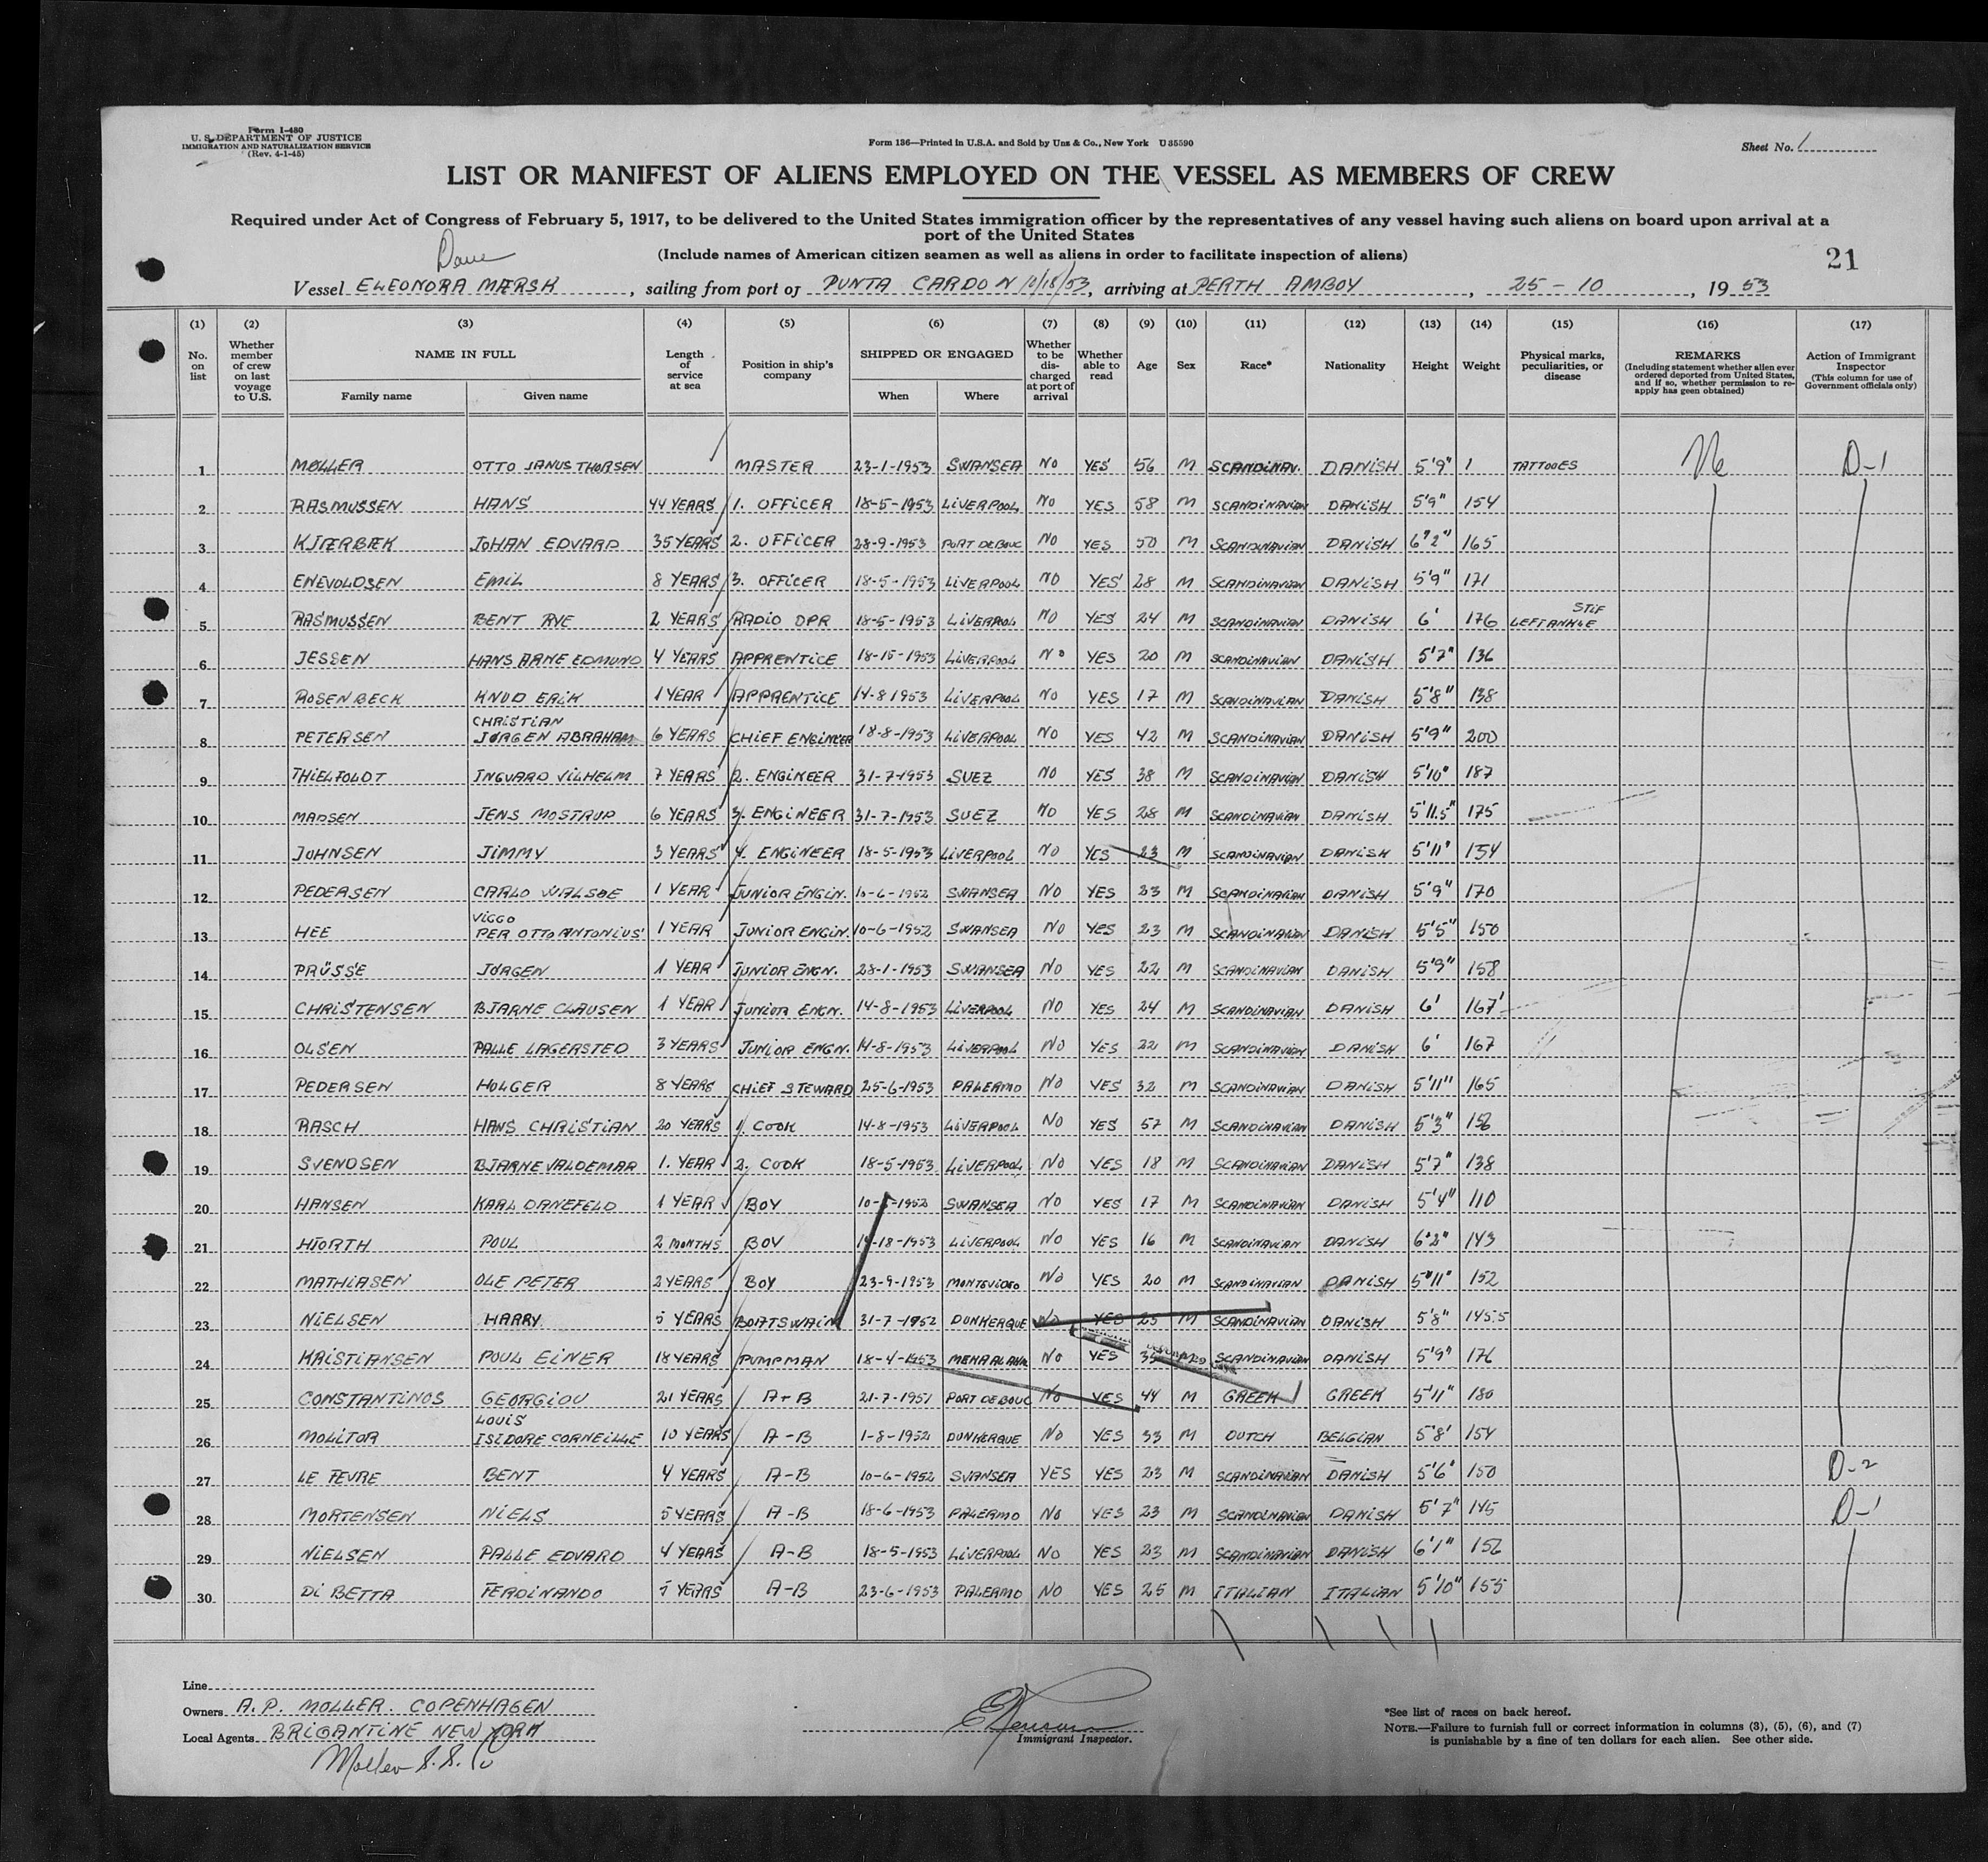 Form I-480
U. S. DEPARTMENT OF JUSTICE
IMMIGRATION AND NATURALIZATION SERVICE
(Rev. 4-1-45)
Form 136—Printed in U.S.A. and Sold by Unz & Co., New York U 35590
Sheet No. 1
LIST OR MANIFEST OF ALIENS EMPLOYED ON THE VESSEL AS MEMBERS OF CREW
Required under Act of Congress of February 5, 1917, to be delivered to the United States immigration officer by the representatives of any vessel having such aliens on board upon arrival at a
port of the United States
(Include names of American citizen seamen as well as aliens in order to facilitate inspection of aliens)
21
Vessel ELEONORA MÆRSK, sailing from port of PUNTA CARDON 10/18/53, arriving at PERTH AMBOY, 25-10, 1953
(1) No. on list (2) Whether member of crew on last voyage to U.S. (3) NAME IN FULL Family name Given name (4) Length of service at sea (5) Position in ship's company (6) SHIPPED OR ENGAGED When Where (7) Whether to be discharged at port of arrival (8) Whether able to read (9) Age (10) Sex (11) Race* (12) Nationality (13) Height (14) Weight (15) Physical marks, peculiarities, or disease (16) REMARKS (Including statement whether alien ever ordered deported from United States, and if so, whether permission to re-apply has geen obtained) (17) Action of Immigrant Inspector (This column for use of Government officials only)
1 MØLLER OTTO JANUS THORSEN MASTER 23-1-1953 SWANSEA NO YES 56 M SCANDINAV. DANISH 5'9" 1 TATTOOES D-1
2 RASMUSSEN HANS 44 YEARS 1. OFFICER 18-5-1953 LIVERPOOL NO YES 58 M SCANDINAVIAN DANISH 5'9" 154
3 KJÆRBÆK JOHAN EDVARD 35 YEARS 2. OFFICER 28-9-1953 PORT DE BOUC NO YES 50 M SCANDINAVIAN DANISH 6'2" 165
4 ENEVOLDSEN EMIL 8 YEARS 3. OFFICER 18-5-1953 LIVERPOOL NO YES 28 M SCANDINAVIAN DANISH 5'9" 171
5 RASMUSSEN BENT RYE 2 YEARS RADIO OPR 18-5-1953 LIVERPOOL NO YES 24 M SCANDINAVIAN DANISH 6' 176 STIF LEFT ANKLE
6 JESSEN HANS ARNE EDMUND 4 YEARS APPRENTICE 18-15-1953 LIVERPOOL NO YES 20 M SCANDINAVIAN DANISH 5'7" 136
7 ROSENBECK KNUD ERIK 1 YEAR APPRENTICE 14-8 1953 LIVERPOOL NO YES 17 M SCANDINAVIAN DANISH 5'8" 138
8 PETERSEN CHRISTIAN JØRGEN ABRAHAM 6 YEARS CHIEF ENGINEER 18-8-1953 LIVERPOOL NO YES 42 M SCANDINAVIAN DANISH 5'9" 200
9 THIELFOLDT INGVARD VILHELM 7 YEARS 2. ENGINEER 31-7-1953 SUEZ NO YES 38 M SCANDINAVIAN DANISH 5'10" 187
10 MADSEN JENS MOSTRUP 6 YEARS 3. ENGINEER 31-7-1953 SUEZ NO YES 28 M SCANDINAVIAN DANISH 5'11.5" 175
11 JOHNSEN JIMMY 3 YEARS 4. ENGINEER 18-5-1953 LIVERPOOL NO YES 23 M SCANDINAVIAN DANISH 5'11" 154
12 PEDERSEN CARLO WALSØE 1 YEAR JUNIOR ENGIN. 10-6-1952 SWANSEA NO YES 23 M SCANDINAVIAN DANISH 5'9" 170
13 HEE VIGGO PER OTTO ANTONIUS 1 YEAR JUNIOR ENGIN. 10-6-1952 SWANSEA NO YES 23 M SCANDINAVIAN DANISH 5'5" 150
14 PRÜSSE JØRGEN 1 YEAR JUNIOR ENGN. 28-1-1953 SWANSEA NO YES 22 M SCANDINAVIAN DANISH 5'9" 158
15 CHRISTENSEN BJARNE CLAUSEN 1 YEAR JUNIOR ENGN. 14-8-1953 LIVERPOOL NO YES 24 M SCANDINAVIAN DANISH 6' 167
16 OLSEN PALLE LAGERSTED 3 YEARS JUNIOR ENGN. 14-8-1953 LIVERPOOL NO YES 22 M SCANDINAVIAN DANISH 6' 167
17 PEDERSEN HOLGER 8 YEARS CHIEF STEWARD 25-6-1953 PALERMO NO YES 32 M SCANDINAVIAN DANISH 5'11" 165
18 RASCH HANS CHRISTIAN 20 YEARS 1. COOK 14-8-1953 LIVERPOOL NO YES 57 M SCANDINAVIAN DANISH 5'3" 156
19 SVENDSEN BJARNE VALDEMAR 1. YEAR 2. COOK 18-5-1953 LIVERPOOL NO YES 18 M SCANDINAVIAN DANISH 5'7" 138
20 HANSEN KARL DANEFELD 1 YEAR BOY SWANSEA NO YES 17 M SCANDINAVIAN DANISH 5'4" 110
21 HJORTH POUL 2 MONTHS BOY LIVERPOOL NO YES 16 M SCANDINAVIAN DANISH 6'2" 143
22 MATHIASEN OLE PETER 2 YEARS BOY 23-9-1953 MONTEVIDEO NO YES 20 M SCANDINAVIAN DANISH 5'11" 152
23 NIELSEN HARRY 5 YEARS BOATTSWAIN 31-7-1952 DUNKERQUE NO YES 25 M SCANDINAVIAN DANISH 5'8" 145.5
24 KRISTIANSEN POUL EINER 18 YEARS PUMPMAN 18-4-1953 NO YES M SCANDINAVIAN DANISH 5'9" 176
25 CONSTANTINOS GEORGIOU 21 YEARS A-B 21-7-1951 PORT DE BOUC NO YES 44 M GREEK GREEK 5'11" 180
26 MOLITOR LOUIS ISIDORE CORNEILLE 10 YEARS A-B 1-8-1952 DUNKERQUE NO YES 33 M DUTCH BELGIAN 5'8' 154
27 LE FEVRE BENT 4 YEARS A-B 10-6-1952 SVANSEA YES YES 23 M SCANDINAVIAN DANISH 5'6" 150 D-2
28 MORTENSEN NIELS 5 YEARS A-B 18-6-1953 PALERMO NO YES 23 M SCANDINAVIAN DANISH 5'7" 145 D-1
29 NIELSEN PALLE EDVARD 4 YEARS A-B 18-5-1953 LIVERPOOL NO YES 23 M SCANDINAVIAN DANISH 6'1" 156
30 DI BETTA FERDINANDO 5 YEARS A-B 23-6-1953 PALERMO NO YES 25 M ITALIAN ITALIAN 5'10" 155
Line
Owners A.P. MOLLER. COPENHAGEN
Local Agents BRIGANTINE NEW YORK
Moller S.S. Co
Immigrant Inspector.
*See list of races on back hereof.
NOTE.—Failure to furnish full or correct information in columns (3), (5), (6), and (7)
is punishable by a fine of ten dollars for each alien. See other side.